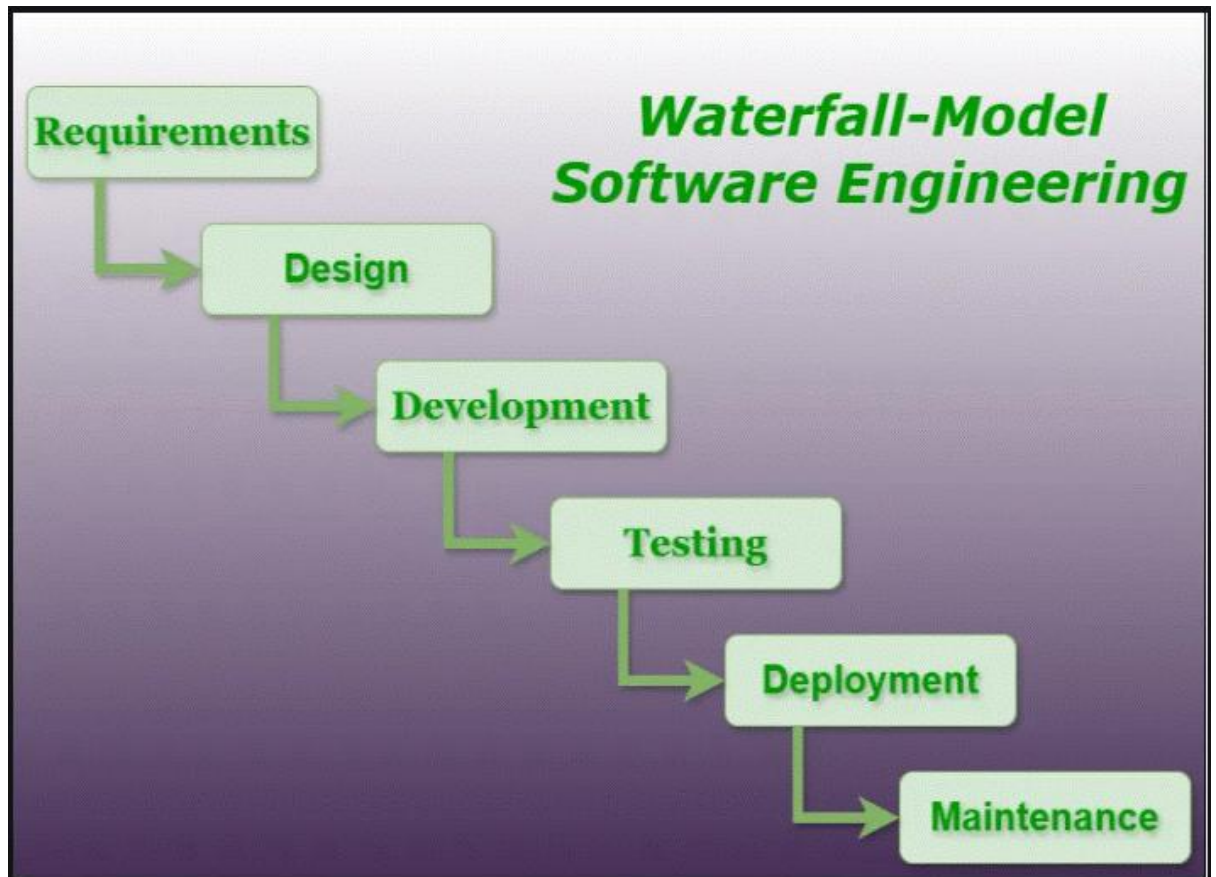 Waterfall-Model
Software Engineering
Requirements
Design
Development
Testing
Deployment
Maintenance